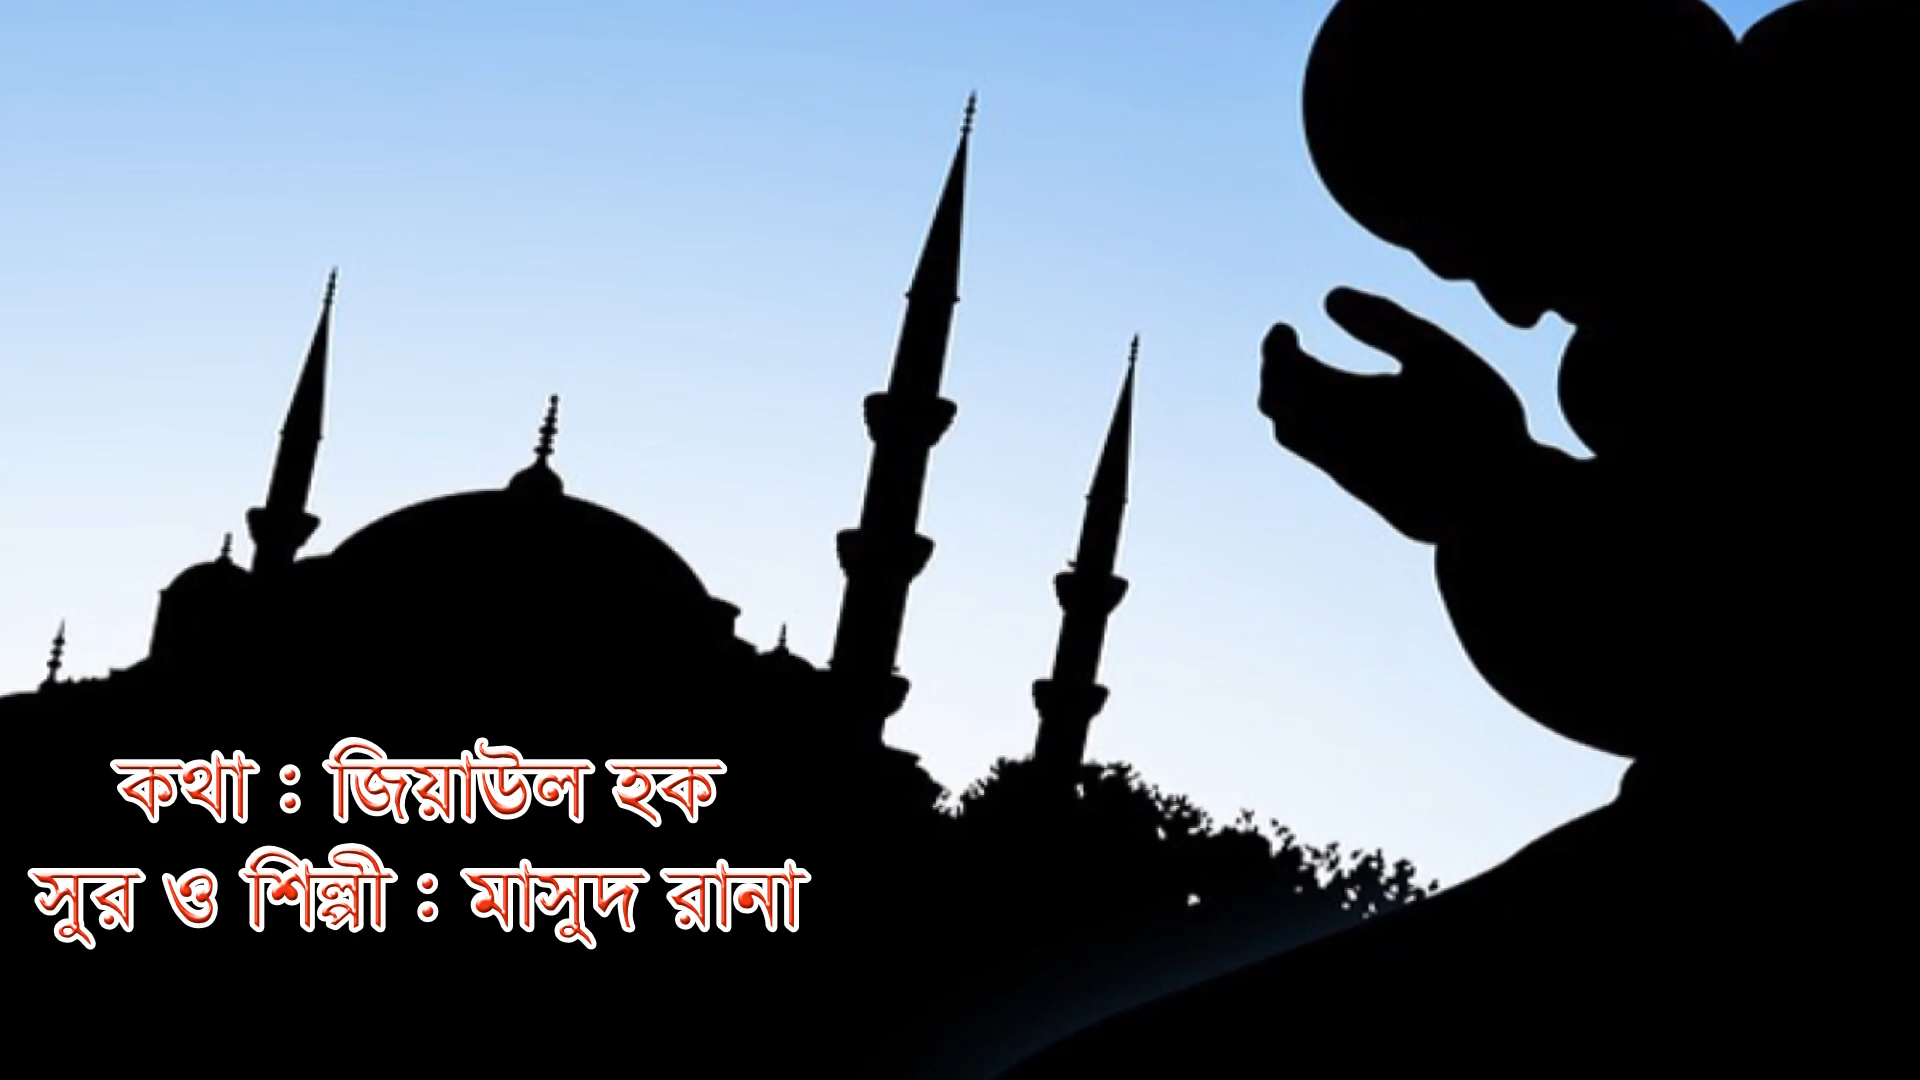 কথা : জিয়াউল হক
সুর ও শিল্পী : মাসুদ রানা